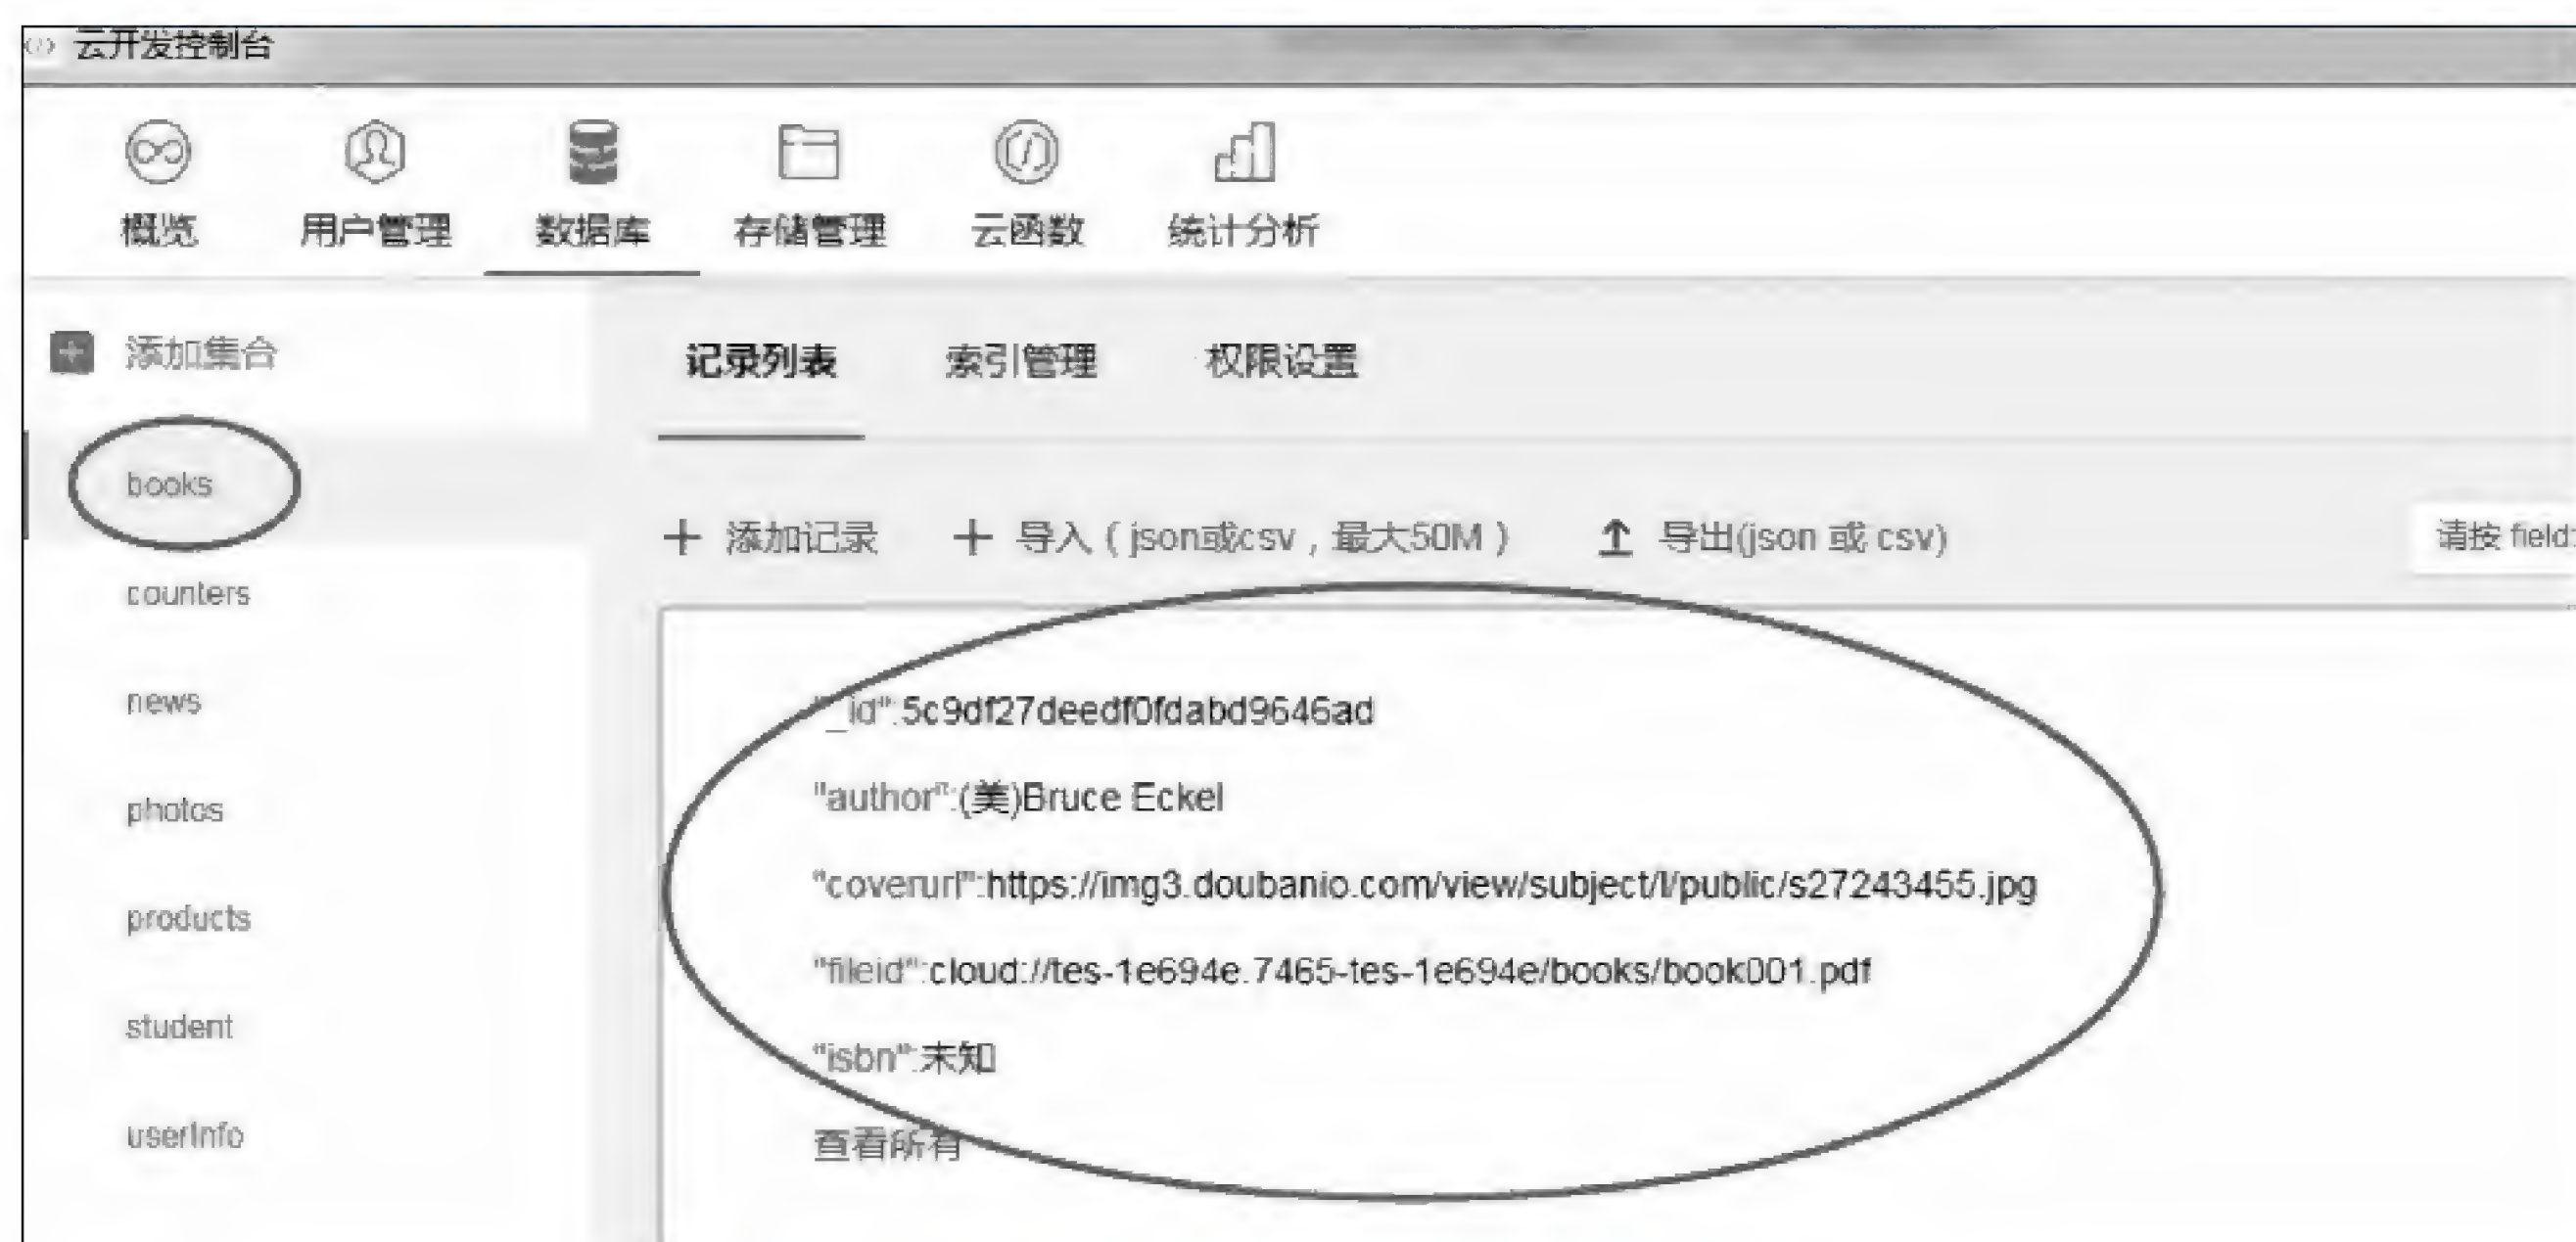 云开发控制台
概览 用户管理 数据库 存储管理 云函数 统计分析
添加集合
记录列表 索引管理 权限设置
books
+ 添加记录 + 导入(json或csv,最大50M) 导出(json 或 csv) 请按 field:
counters
news
photos
products
student
userInfo
"_id":5c9df27deedf0fdabd9646ad
"author":(美)Bruce Eckel
"coverurl":https://img3.doubanio.com/view/subject/l/public/s27243455.jpg
"fileid":cloud://tes-1e694e.7465-tes-1e694e/books/book001.pdf
"isbn":未知
查看所有